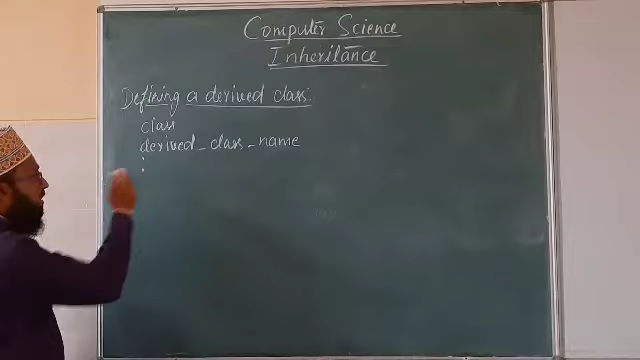 Computer Science
Inheritance
Defining a derived class:
class
derived_class_name
: